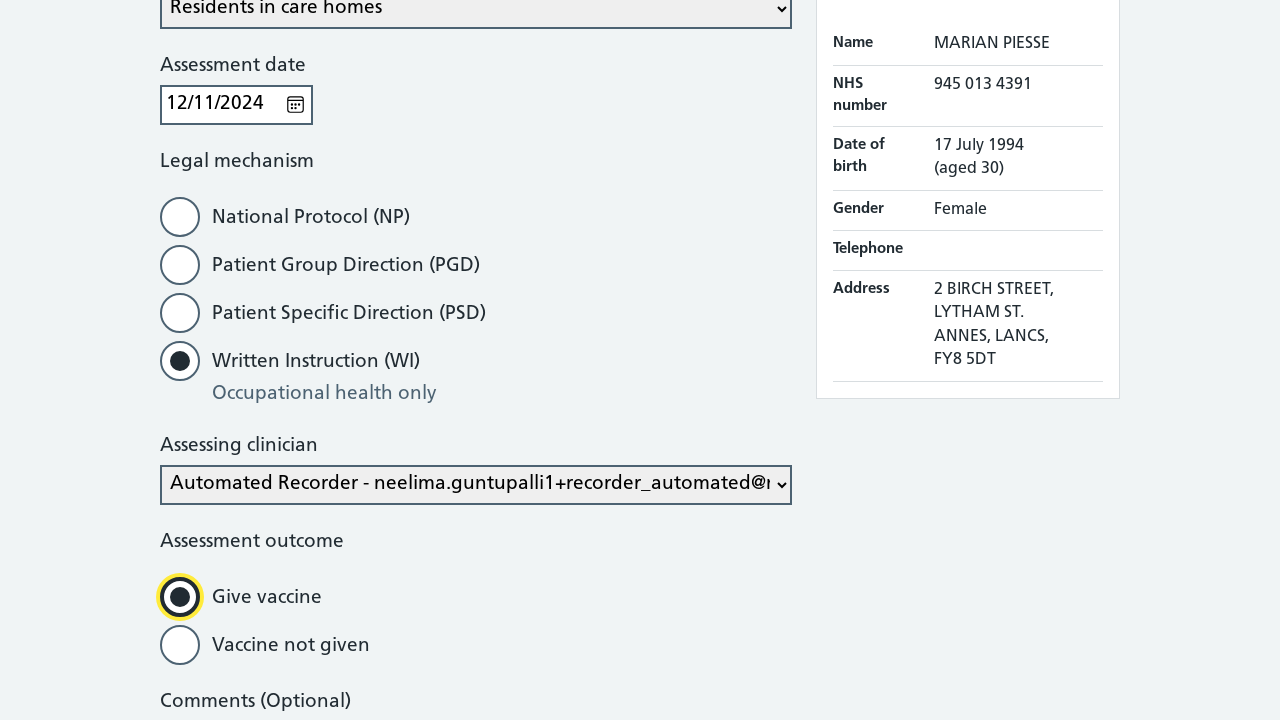 Residents in care homes
Assessment date
12/11/2024
Legal mechanism
National Protocol (NP)
Patient Group Direction (PGD)
Patient Specific Direction (PSD)
Written Instruction (WI)
Occupational health only
Assessing clinician
Automated Recorder - neelima.guntupalli1+recorder_automated@
Assessment outcome
Give vaccine
Vaccine not given
Comments (Optional)
Name MARIAN PIESSE
NHS number 945 013 4391
Date of birth 17 July 1994 (aged 30)
Gender Female
Telephone
Address 2 BIRCH STREET,
LYTHAM ST.
ANNES, LANCS,
FY8 5DT